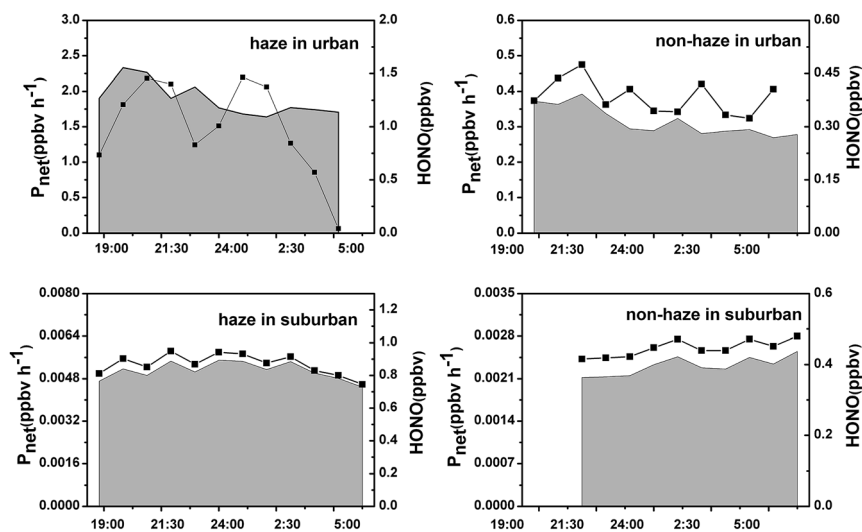 haze in urban
P_net(ppbv h⁻¹)
3.0
2.5
2.0
1.5
1.0
0.5
0.0
2.0
1.5
1.0
0.5
0.0
HONO(ppbv)
19:00 21:30 24:00 2:30 5:00
non-haze in urban
P_net(ppbv h⁻¹)
0.6
0.5
0.4
0.3
0.2
0.1
0.0
0.60
0.45
0.30
0.15
0.00
HONO(ppbv)
19:00 21:30 24:00 2:30 5:00
haze in suburban
P_net(ppbv h⁻¹)
0.0080
0.0064
0.0048
0.0032
0.0016
0.0000
1.2
1.0
0.8
0.6
0.4
0.2
0.0
HONO(ppbv)
19:00 21:30 24:00 2:30 5:00
non-haze in suburban
P_net(ppbv h⁻¹)
0.0035
0.0028
0.0021
0.0014
0.0007
0.0000
0.6
0.4
0.2
0.0
HONO(ppbv)
19:00 21:30 24:00 2:30 5:00